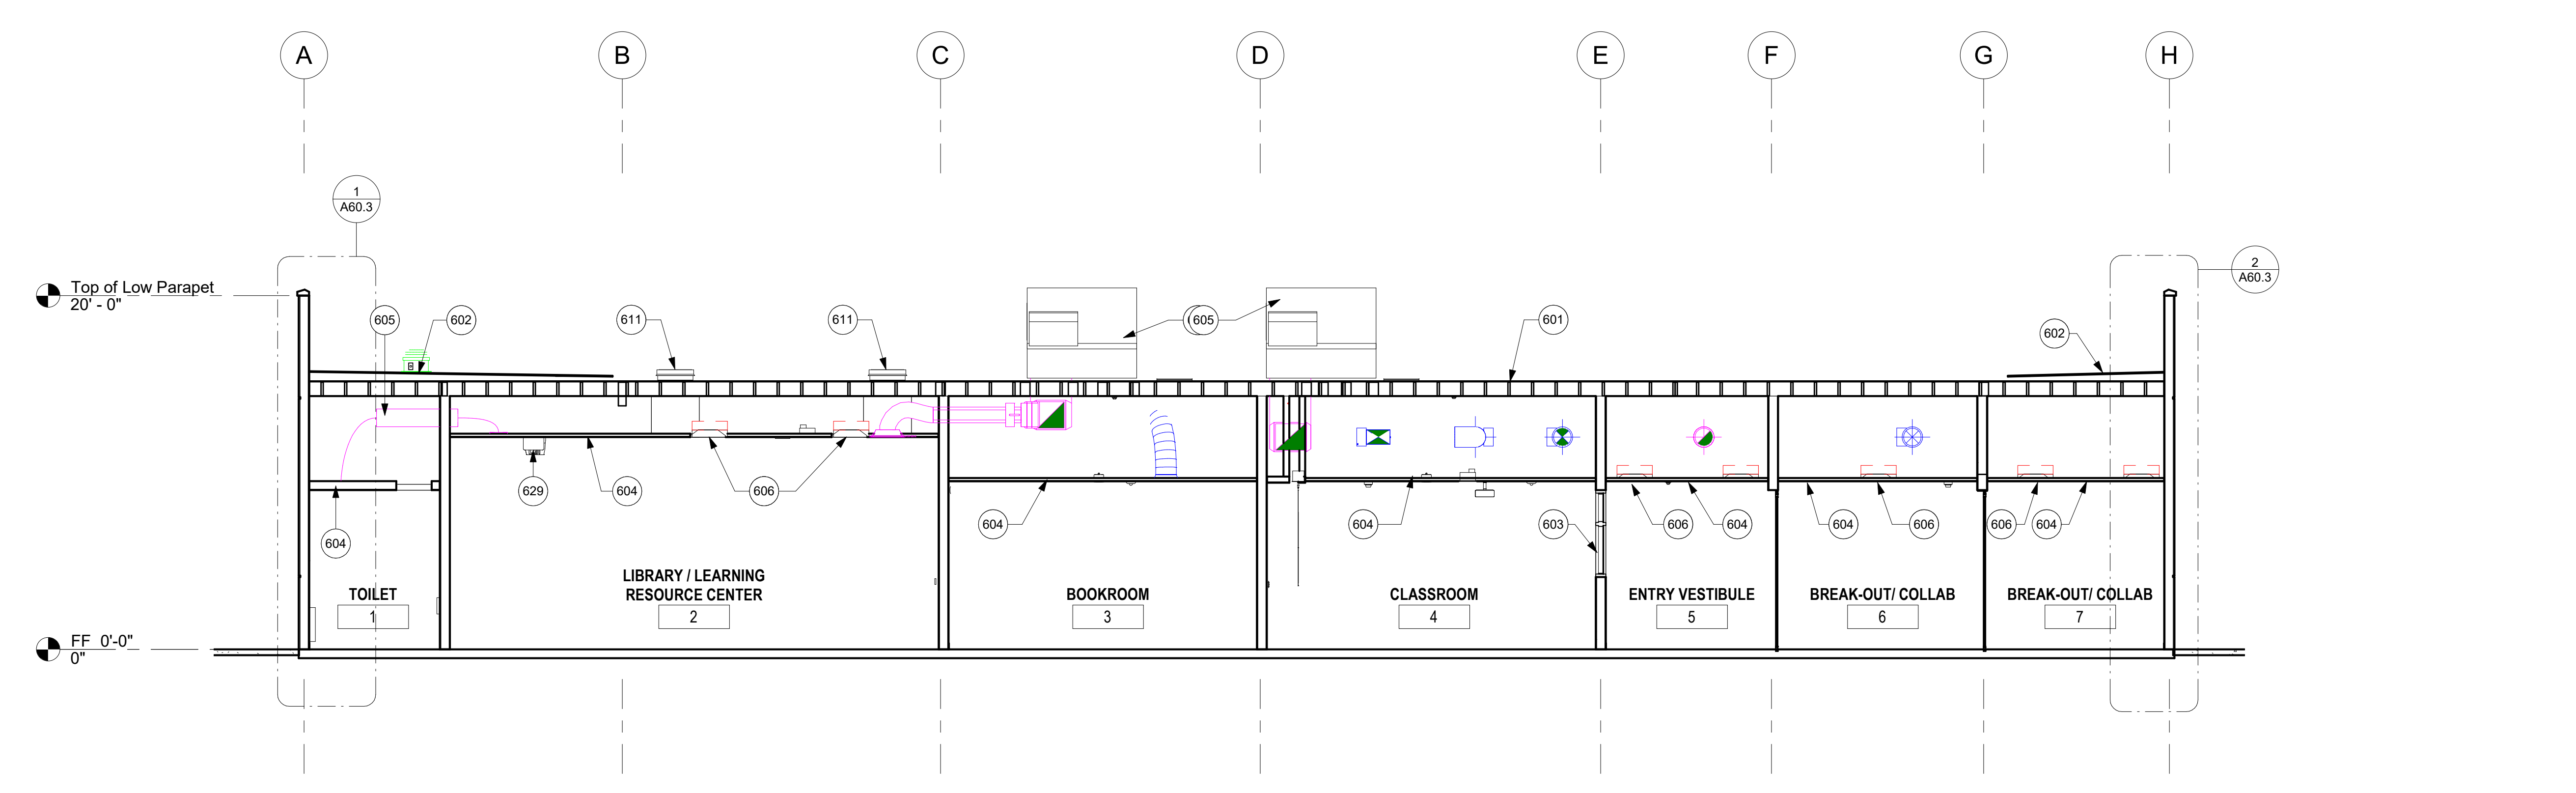 A B C D E F G H
1
A60.3
2
A60.3
Top of Low Parapet
20' - 0"
605 602 611 611 605 601 602
629 604 606
604 604 604 603 606 604 604 606 606 604
LIBRARY / LEARNING
RESOURCE CENTER
2
TOILET
1
BOOKROOM
3
CLASSROOM
4
ENTRY VESTIBULE
5
BREAK-OUT/ COLLAB
6
BREAK-OUT/ COLLAB
7
FF 0'-0"
0"